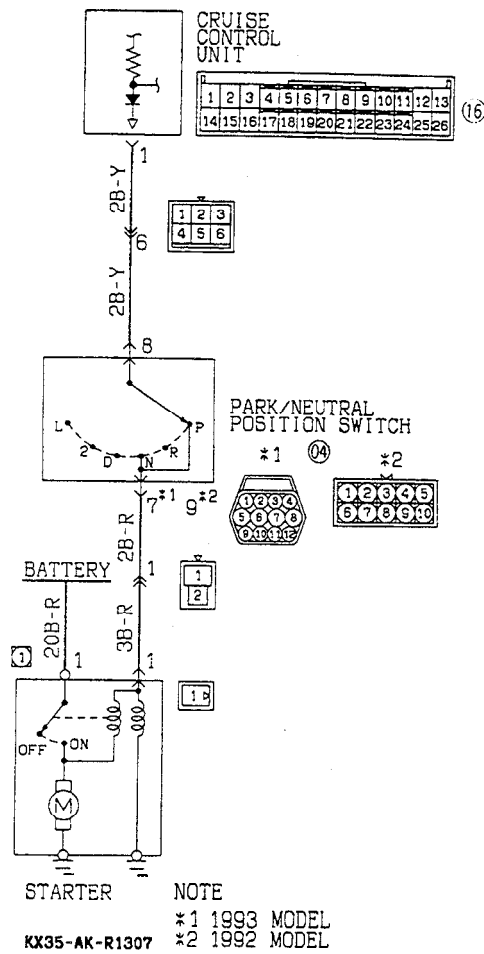 CRUISE
CONTROL
UNIT
1 2 3 4 5 6 7 8 9 10 11 12 13
14 15 16 17 18 19 20 21 22 23 24 25 26
16
1
2B-Y
1 2 3
4 5 6
6
2B-Y
8
L
2
D
N
R
P
PARK/NEUTRAL
POSITION SWITCH
*1
04
*2
1 2 3 4
5 6 7 8
9 10 11 12
1 2 3 4 5
6 7 8 9 10
7*1 9*2
2B-R
1
1
2
BATTERY
20B-R
3B-R
1
1
1
1
OFF
ON
M
STARTER
NOTE
*1 1993 MODEL
*2 1992 MODEL
KX35-AK-R1307